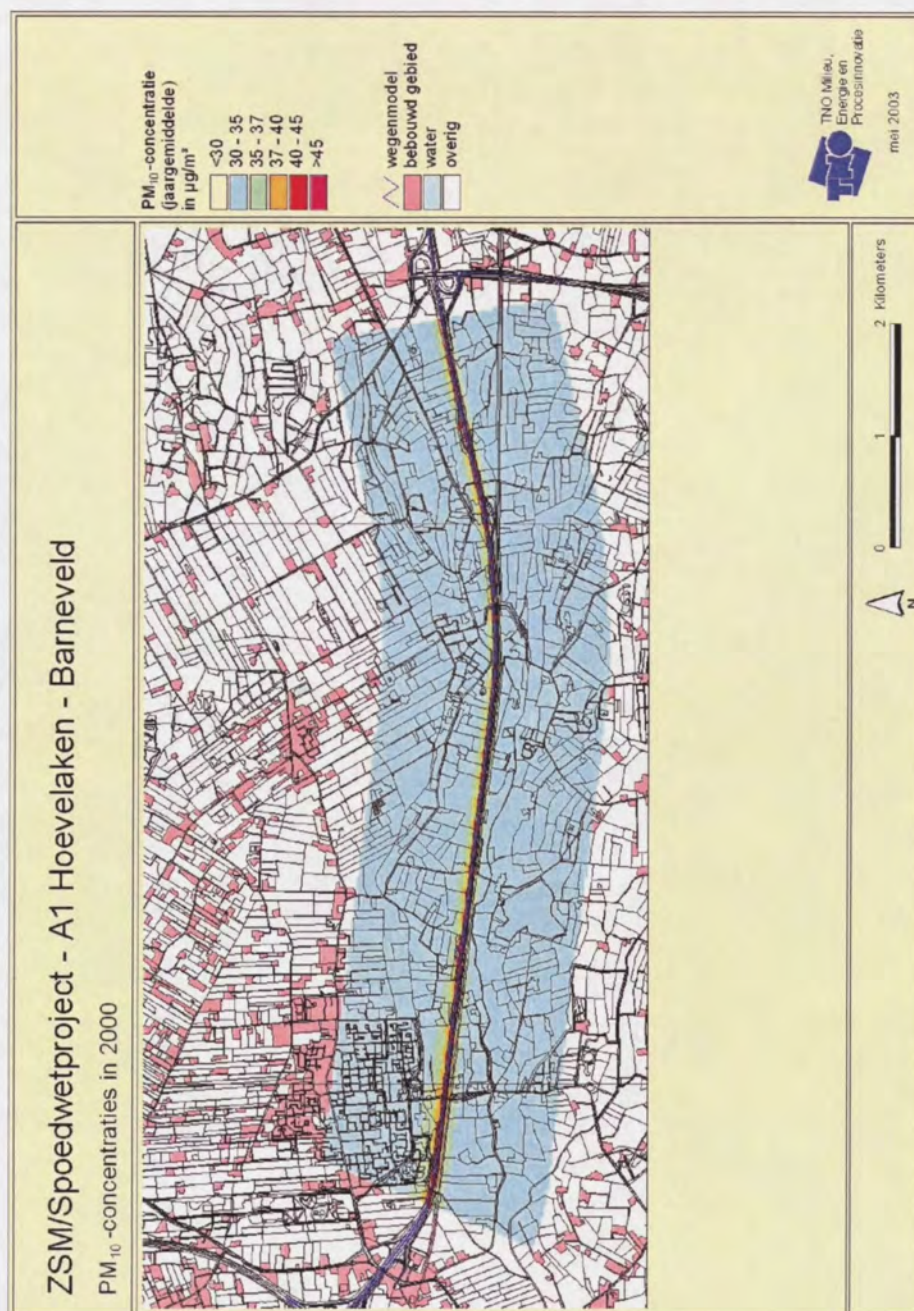 ZSM/Spoedwetproject - A1 Hoevelaken - Barneveld
PM₁₀ -concentraties in 2000
PM₁₀-concentratie
(jaargemiddelde)
in µg/m³
<30
30 - 35
35 - 37
37 - 40
40 - 45
>45
wegenmodel
bebouwd gebied
water
overig
N
0 1 2 Kilometers
TNO
TNO Milieu,
Energie en
Procesinnovatie
mei 2003